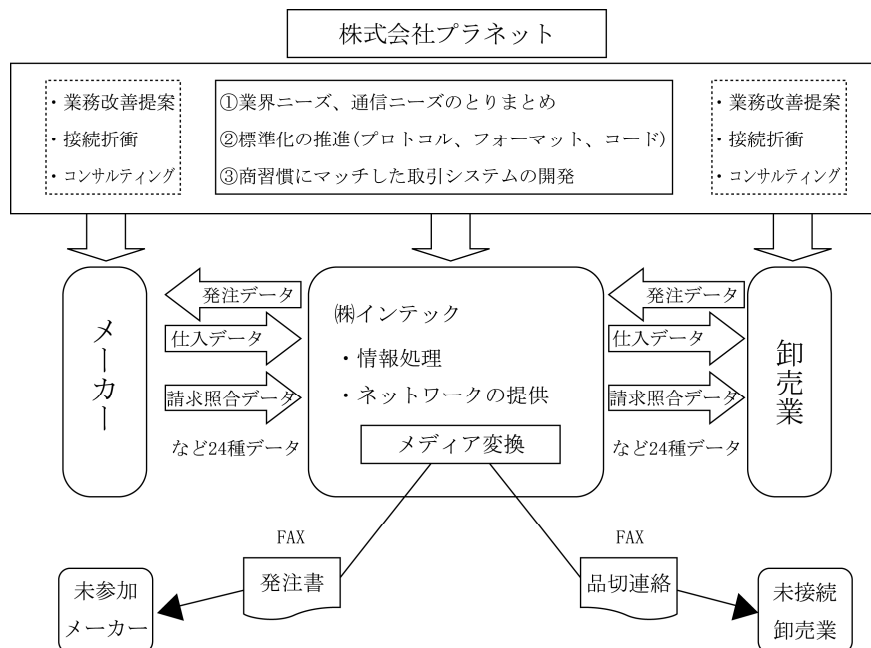 株式会社プラネット
・業務改善提案
・接続折衝
・コンサルティング
①業界ニーズ、通信ニーズのとりまとめ
②標準化の推進(プロトコル、フォーマット、コード)
③商習慣にマッチした取引システムの開発
・業務改善提案
・接続折衝
・コンサルティング
メーカー
発注データ
仕入データ
請求照合データ
など24種データ
㈱インテック
・情報処理
・ネットワークの提供
メディア変換
発注データ
仕入データ
請求照合データ
など24種データ
卸売業
FAX
発注書
FAX
品切連絡
未参加
メーカー
未接続
卸売業